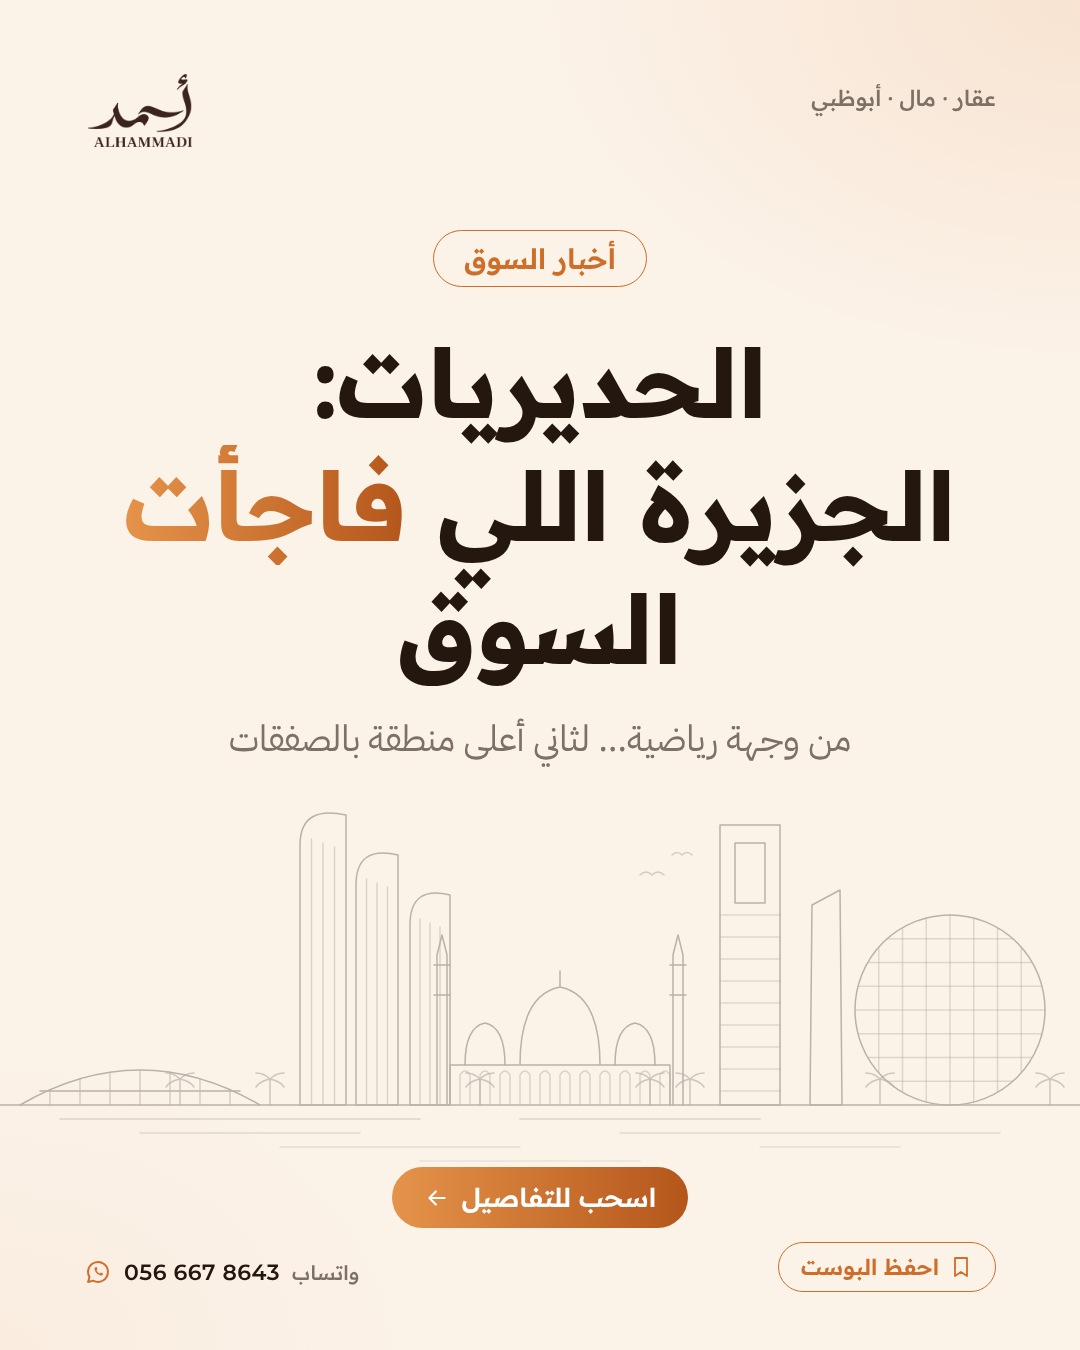 عقار · مال · أبوظبي
أحمد
ALHAMMADI
أخبار السوق
الحديريات:
الجزيرة اللي فاجأت
السوق
من وجهة رياضية... لثاني أعلى منطقة بالصفقات
اسحب للتفاصيل ←
احفظ البوست
واتساب 056 667 8643